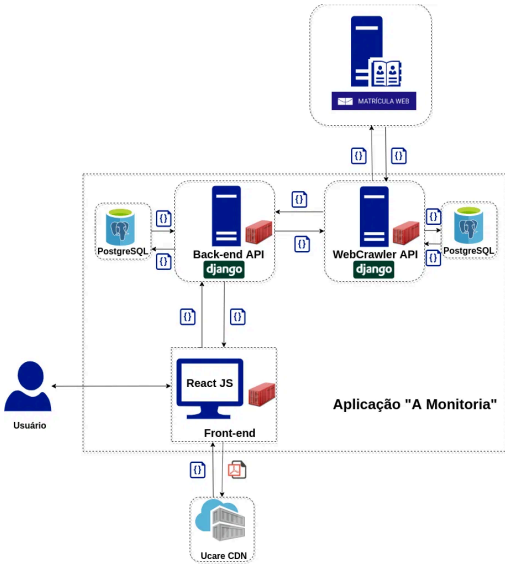 MATRÍCULA WEB
{}
{}
{}
{}
{}
{}
{}
{}
PostgreSQL
Back-end API
django
WebCrawler API
django
PostgreSQL
{}
{}
React JS
Front-end
Aplicação "A Monitoria"
Usuário
{}
Ucare CDN